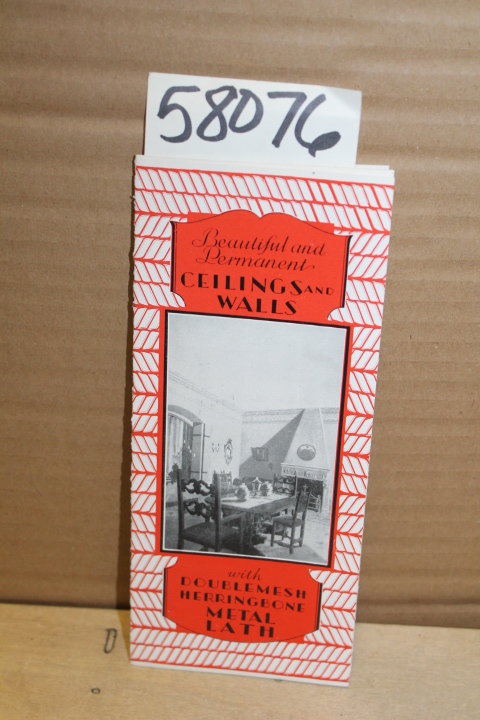 58076
Beautiful and
Permanent
CEILINGS AND
WALLS
with
DOUBLEMESH
HERRINGBONE
METAL
LATH
D